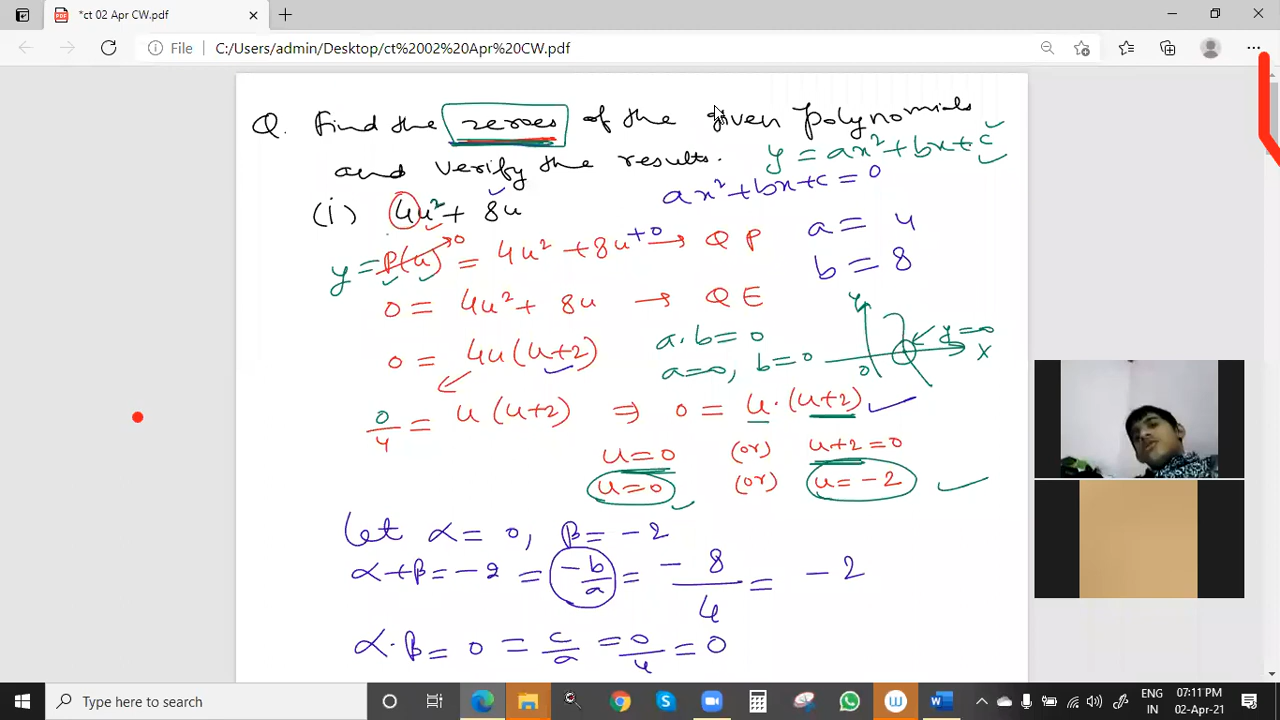 *ct 02 Apr CW.pdf
File C:/Users/admin/Desktop/ct%2002%20Apr%20CW.pdf
Q. Find the zeroes of the given polynomials
and verify the results.
y = ax² + bx + c
ax² + bx + c = 0
(i) 4u² + 8u
a = 4
b = 8
y = P(u) = 4u² + 8u + 0 → QP
0
0 = 4u² + 8u → QE
0 = 4u(u+2)
a.b = 0
a=0, b=0
Y
y=0
X
0
0/4 = u(u+2) ⇒ 0 = u·(u+2)
u=0 (or) u+2=0
u=0 (or) u=-2
Let α = 0, β = -2
α+β = -2 = -b/a = -8/4 = -2
α·β = 0 = c/a = 0/4 = 0
Type here to search
ENG
IN
07:11 PM
02-Apr-21